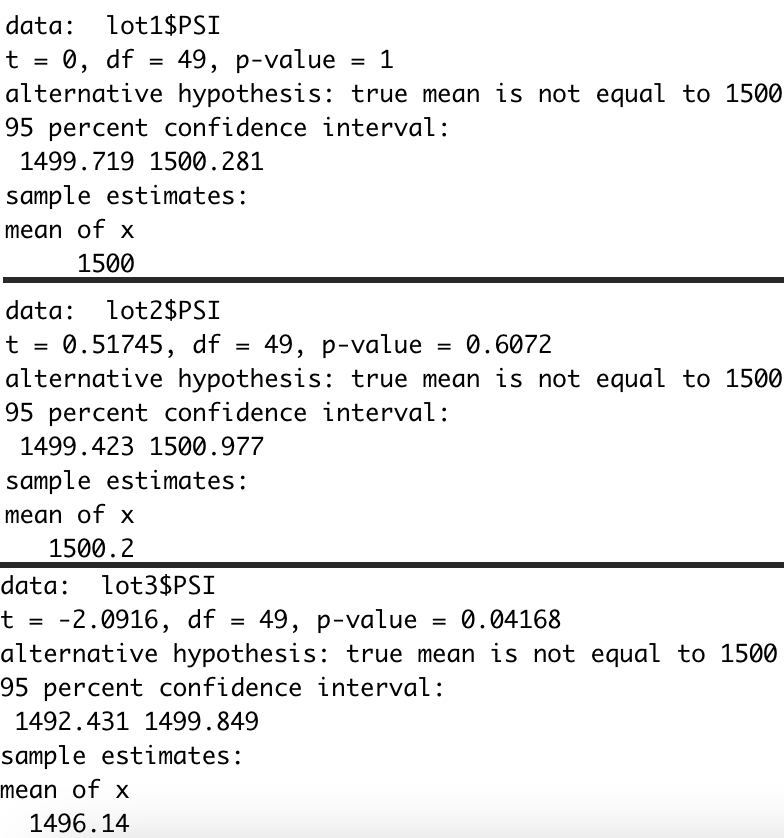 data:  lot1$PSI
t = 0, df = 49, p-value = 1
alternative hypothesis: true mean is not equal to 1500
95 percent confidence interval:
 1499.719 1500.281
sample estimates:
mean of x
     1500
data:  lot2$PSI
t = 0.51745, df = 49, p-value = 0.6072
alternative hypothesis: true mean is not equal to 1500
95 percent confidence interval:
 1499.423 1500.977
sample estimates:
mean of x
   1500.2
data:  lot3$PSI
t = -2.0916, df = 49, p-value = 0.04168
alternative hypothesis: true mean is not equal to 1500
95 percent confidence interval:
 1492.431 1499.849
sample estimates:
mean of x
  1496.14